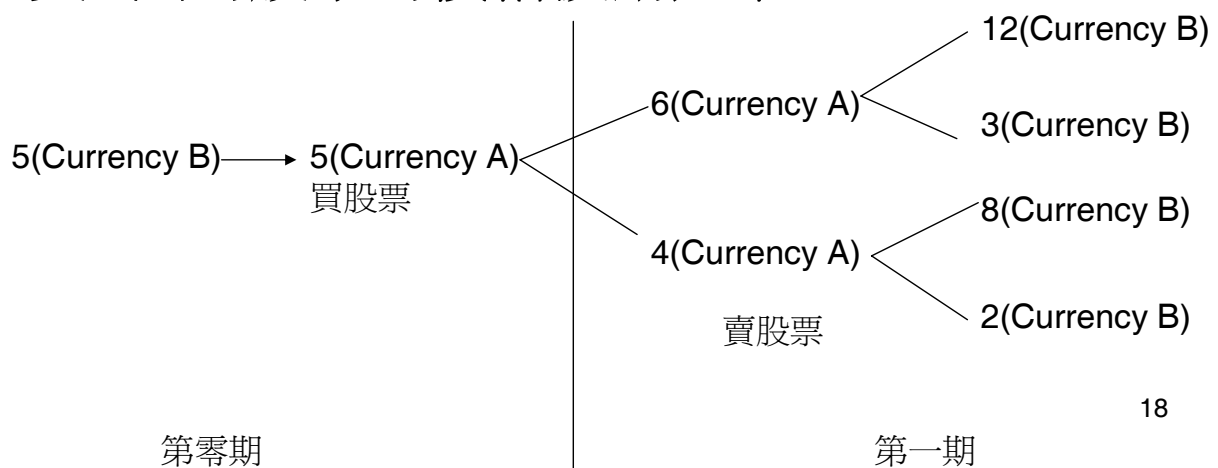 12(Currency B)
6(Currency A)
3(Currency B)
5(Currency B) 5(Currency A)
買股票
8(Currency B)
4(Currency A)
2(Currency B)
賣股票
18
第零期 第一期